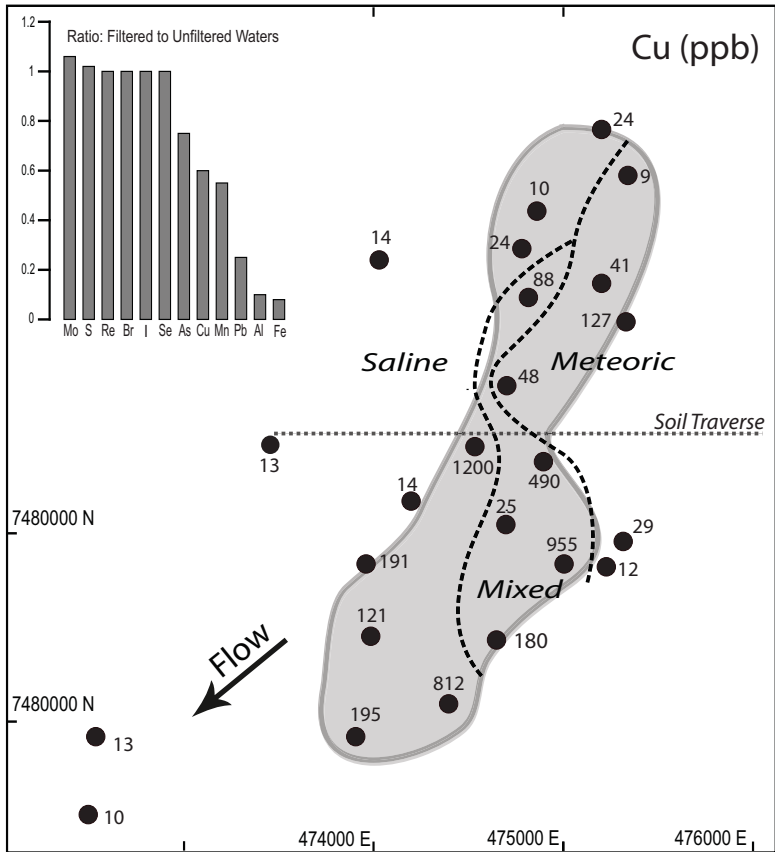 1.2
Ratio: Filtered to Unfiltered Waters
1
0.8
0.6
0.4
0.2
0
Mo S Re Br I Se As Cu Mn Pb Al Fe
Cu (ppb)
24
9
10
24
14
88
41
127
Saline
Meteoric
48
Soil Traverse
13
1200
490
14
25
7480000 N
29
191
955
12
Mixed
121
180
Flow
812
7480000 N
195
13
10
474000 E
475000 E
476000 E